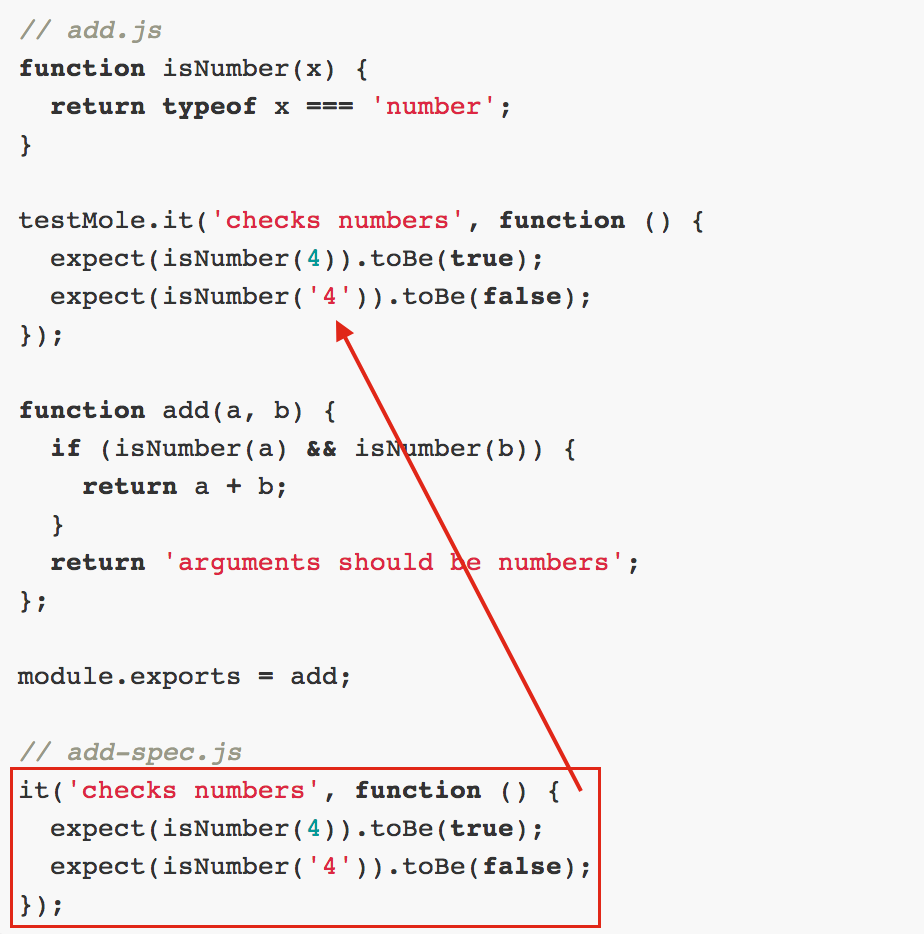 // add.js
function isNumber(x) {
  return typeof x === 'number';
}

testMole.it('checks numbers', function () {
  expect(isNumber(4)).toBe(true);
  expect(isNumber('4')).toBe(false);
});

function add(a, b) {
  if (isNumber(a) && isNumber(b)) {
    return a + b;
  }
  return 'arguments should be numbers';
};

module.exports = add;

// add-spec.js
it('checks numbers', function () {
  expect(isNumber(4)).toBe(true);
  expect(isNumber('4')).toBe(false);
});